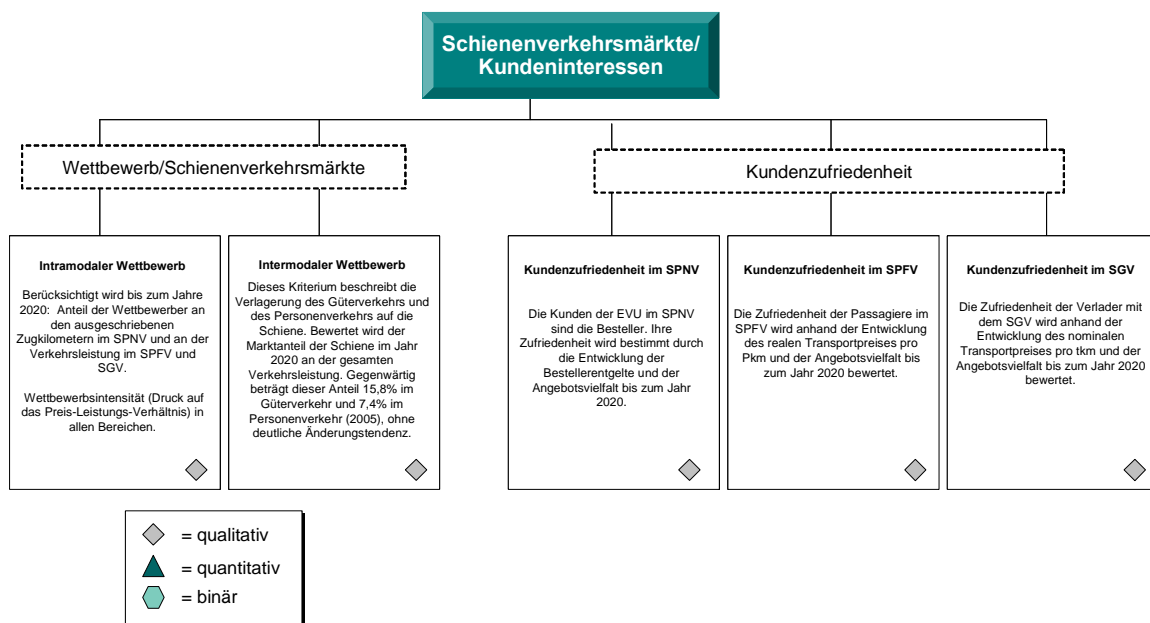 Schienenverkehrsmärkte/
Kundeninteressen
Wettbewerb/Schienenverkehrsmärkte
Kundenzufriedenheit
Intramodaler Wettbewerb
Berücksichtigt wird bis zum Jahre
2020: Anteil der Wettbewerber an
den ausgeschriebenen
Zugkilometern im SPNV und an
der Verkehrsleistung im SPFV und
SGV.
Wettbewerbsintensität (Druck auf
das Preis-Leistungs-Verhältnis) in
allen Bereichen.
Intermodaler Wettbewerb
Dieses Kriterium beschreibt die
Verlagerung des Güterverkehrs und
des Personenverkehrs auf die
Schiene. Bewertet wird der
Marktanteil der Schiene im Jahr
2020 an der gesamten
Verkehrsleistung. Gegenwärtig
beträgt dieser Anteil 15,8% im
Güterverkehr und 7,4% im
Personenverkehr (2005), ohne
deutliche Änderungstendenz.
Kundenzufriedenheit im SPNV
Die Kunden der EVU im SPNV
sind die Besteller. Ihre
Zufriedenheit wird bestimmt durch
die Entwicklung der
Bestellerentgelte und der
Angebotsvielfalt bis zum Jahr
2020.
Kundenzufriedenheit im SPFV
Die Zufriedenheit der Passagiere im
SPFV wird anhand der Entwicklung
des realen Transportpreises pro
Pkm und der Angebotsvielfalt bis
zum Jahr 2020 bewertet.
Kundenzufriedenheit im SGV
Die Zufriedenheit der Verlader mit
dem SGV wird anhand der
Entwicklung des nominalen
Transportpreises pro tkm und der
Angebotsvielfalt bis zum Jahr 2020
bewertet.
= qualitativ
= quantitativ
= binär